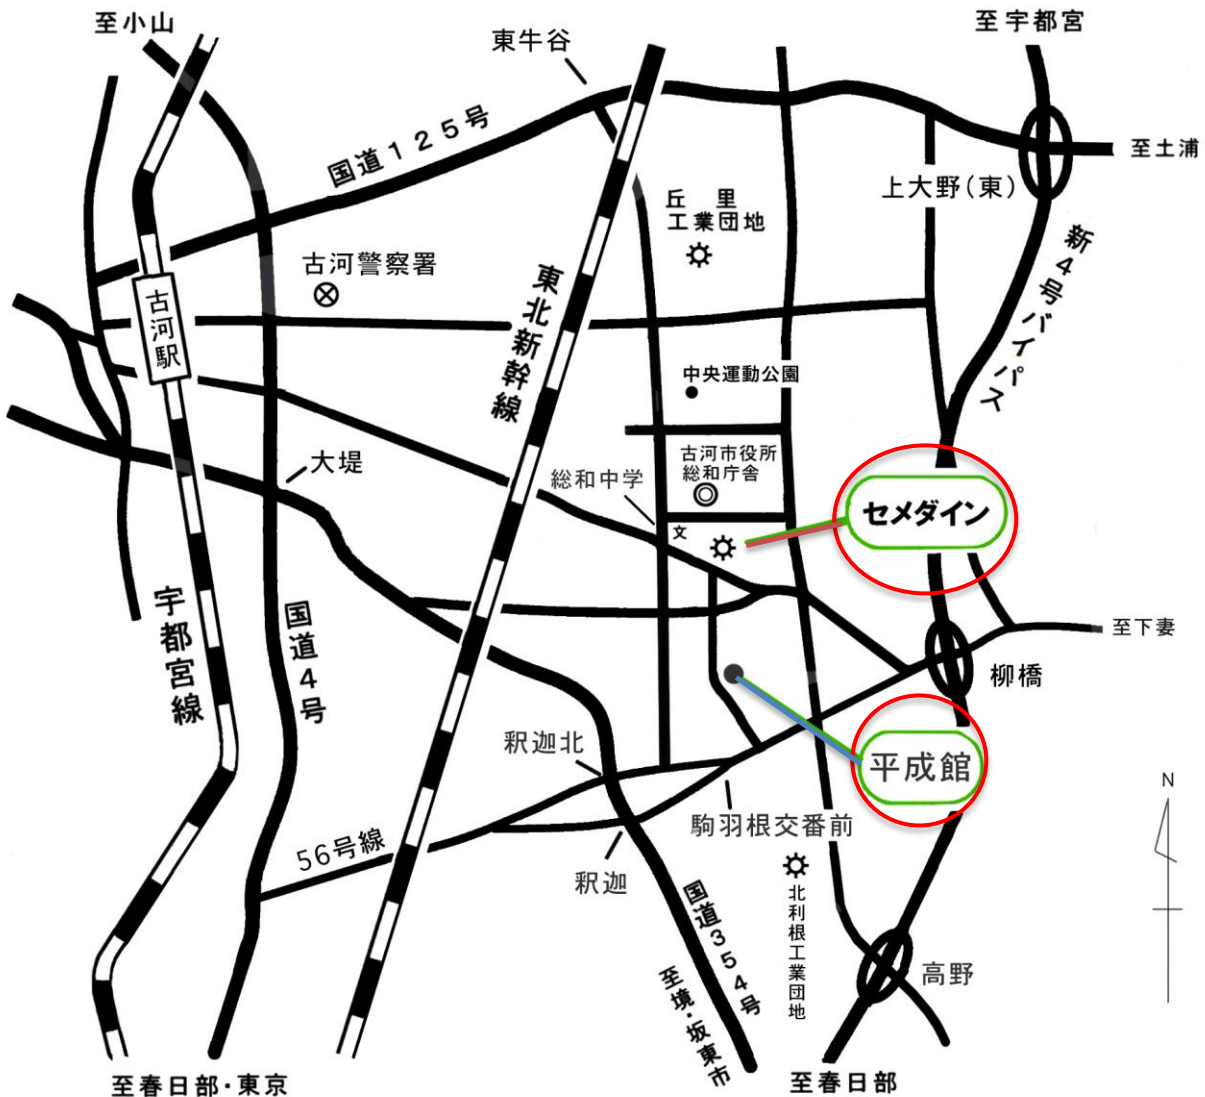 至小山
東牛谷
至宇都宮
国道125号
至土浦
上大野(東)
丘里
工業団地
新4号バイパス
古河警察署
東北新幹線
古河駅
中央運動公園
古河市役所
総和庁舎
大堤
総和中学
文
セメダイン
宇都宮線
国道4号
至下妻
柳橋
釈迦北
平成館
N
駒羽根交番前
56号線
釈迦
国道354号
北利根工業団地
高野
至境・坂東市
至春日部・東京
至春日部